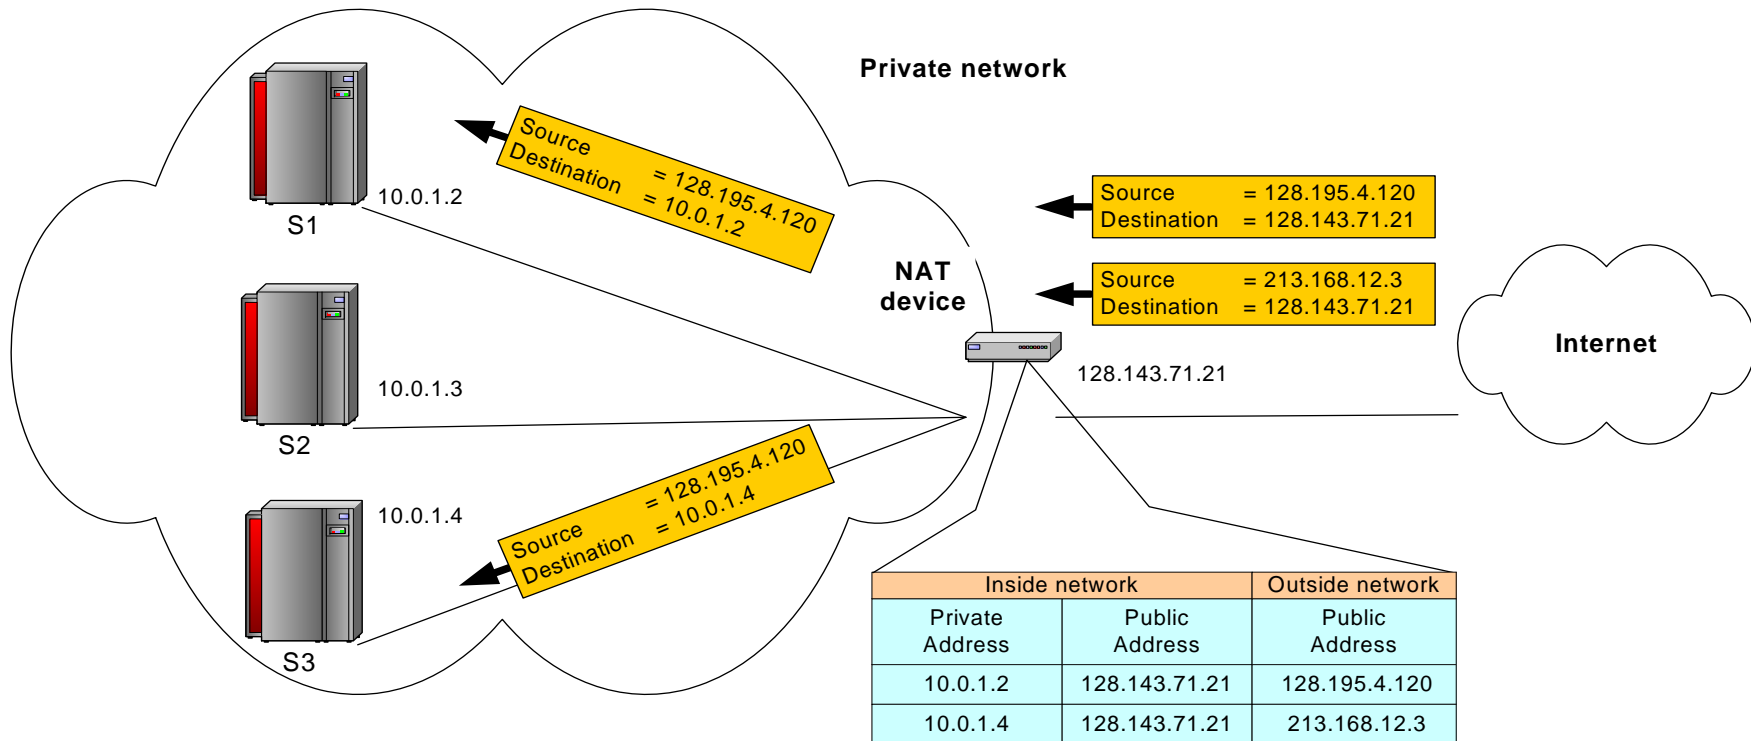 Private network
Source = 128.195.4.120
Destination = 10.0.1.2
10.0.1.2
S1
Source = 128.195.4.120
Destination = 128.143.71.21
NAT
device
Source = 213.168.12.3
Destination = 128.143.71.21
Internet
128.143.71.21
10.0.1.3
S2
Source = 128.195.4.120
Destination = 10.0.1.4
10.0.1.4
S3
Inside network Outside network
Private Address Public Address Public Address
10.0.1.2 128.143.71.21 128.195.4.120
10.0.1.4 128.143.71.21 213.168.12.3